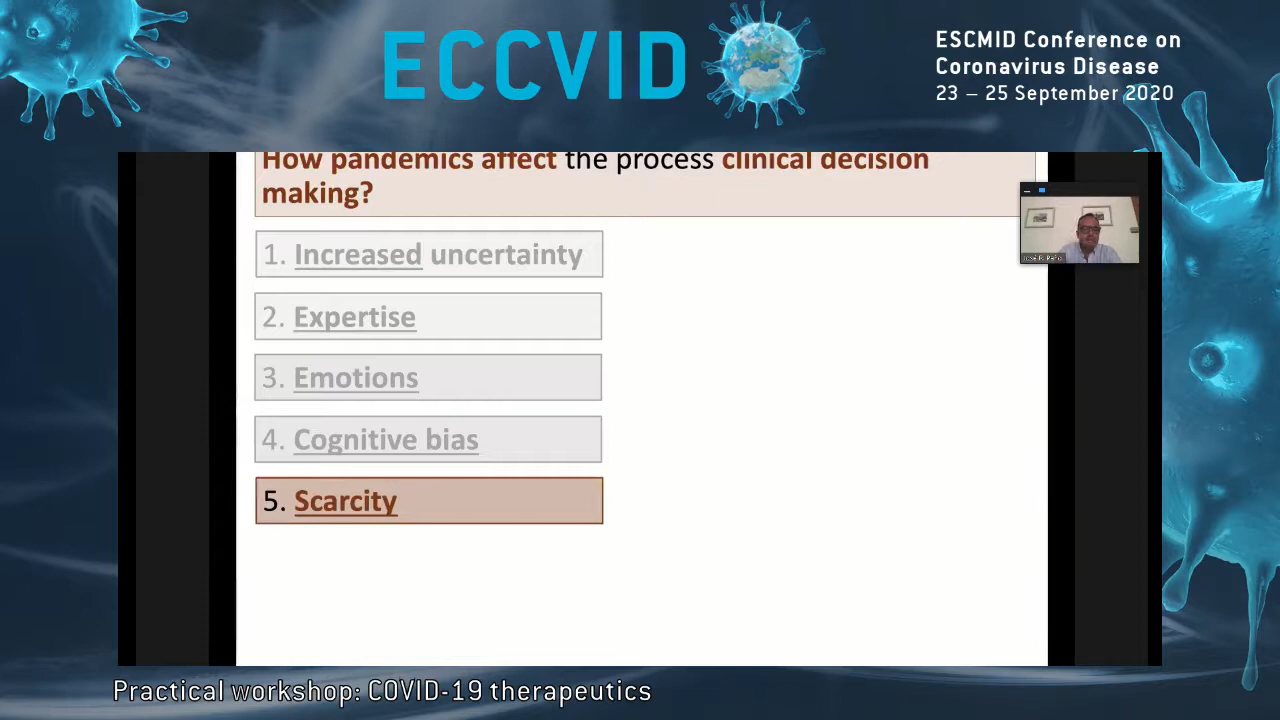 ECCVID
ESCMID Conference on
Coronavirus Disease
23 – 25 September 2020
How pandemics affect the process clinical decision
making?
1. Increased uncertainty
2. Expertise
3. Emotions
4. Cognitive bias
5. Scarcity
Practical workshop: COVID-19 therapeutics